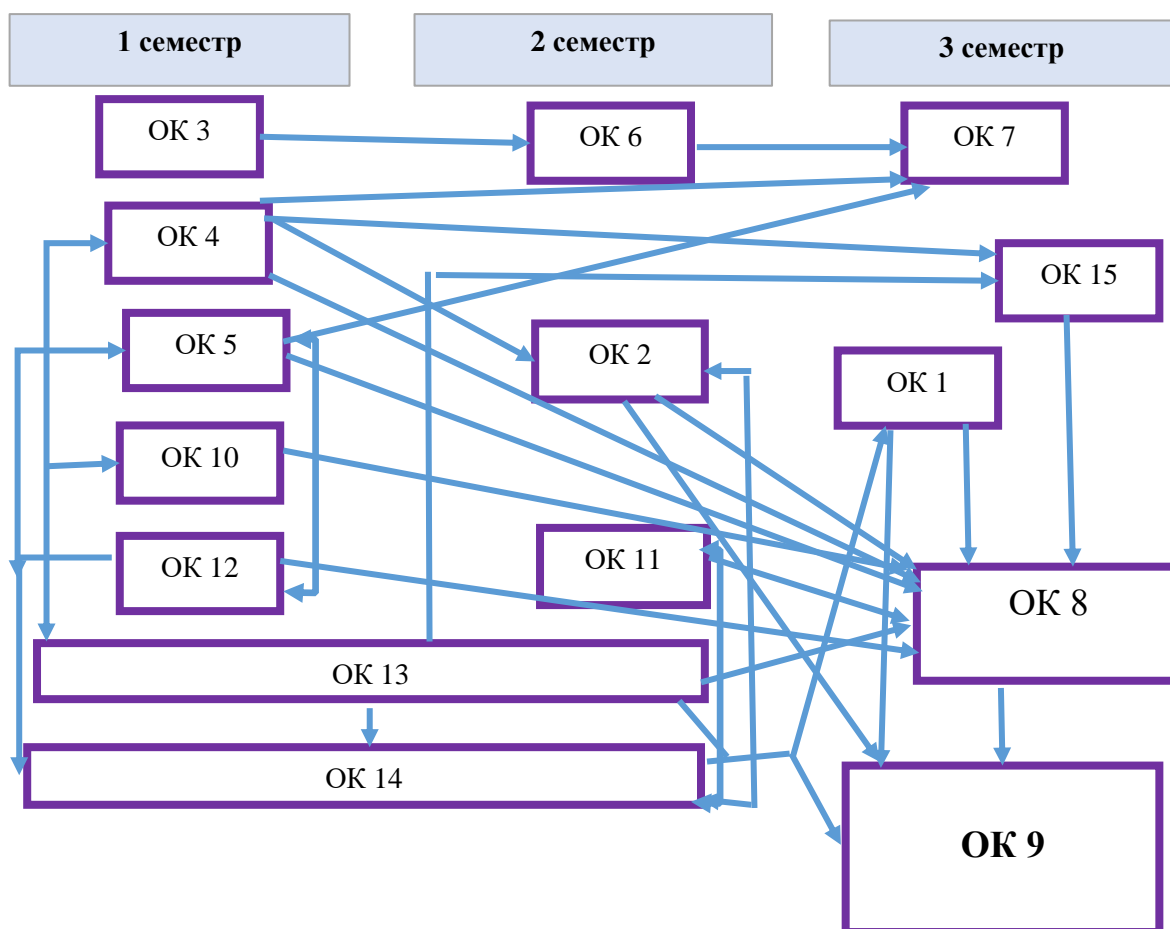 1 семестр
2 семестр
3 семестр
ОК 3
ОК 6
ОК 7
ОК 4
ОК 15
ОК 5
ОК 2
ОК 1
ОК 10
ОК 12
ОК 11
ОК 8
ОК 13
ОК 14
ОК 9